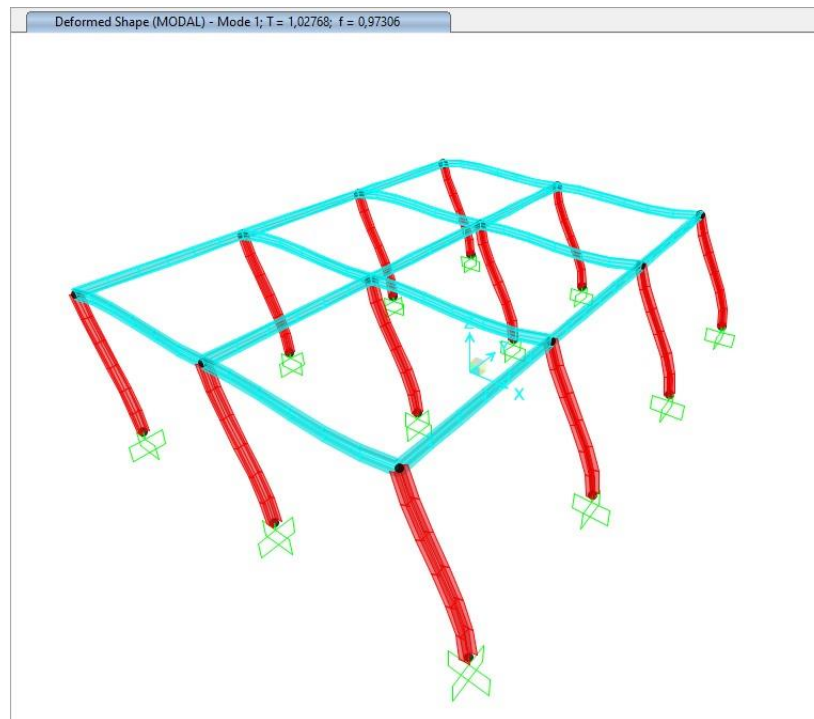 Deformed Shape (MODAL) - Mode 1; T = 1,02768; f = 0,97306
Z
X